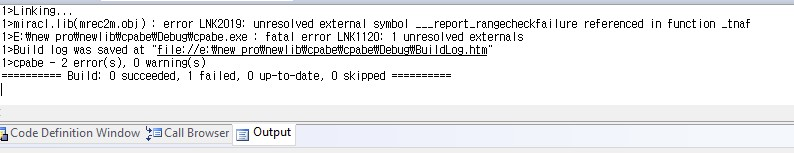 1>Linking...
1>miracl.lib(mrec2m.obj) : error LNK2019: unresolved external symbol ___report_rangecheckfailure referenced in function _tnaf
1>E:₩new pro₩newlib₩cpabe₩Debug₩cpabe.exe : fatal error LNK1120: 1 unresolved externals
1>Build log was saved at "file://e:₩new pro₩newlib₩cpabe₩cpabe₩Debug₩BuildLog.htm"
1>cpabe - 2 error(s), 0 warning(s)
========== Build: 0 succeeded, 1 failed, 0 up-to-date, 0 skipped ==========
Code Definition Window Call Browser Output